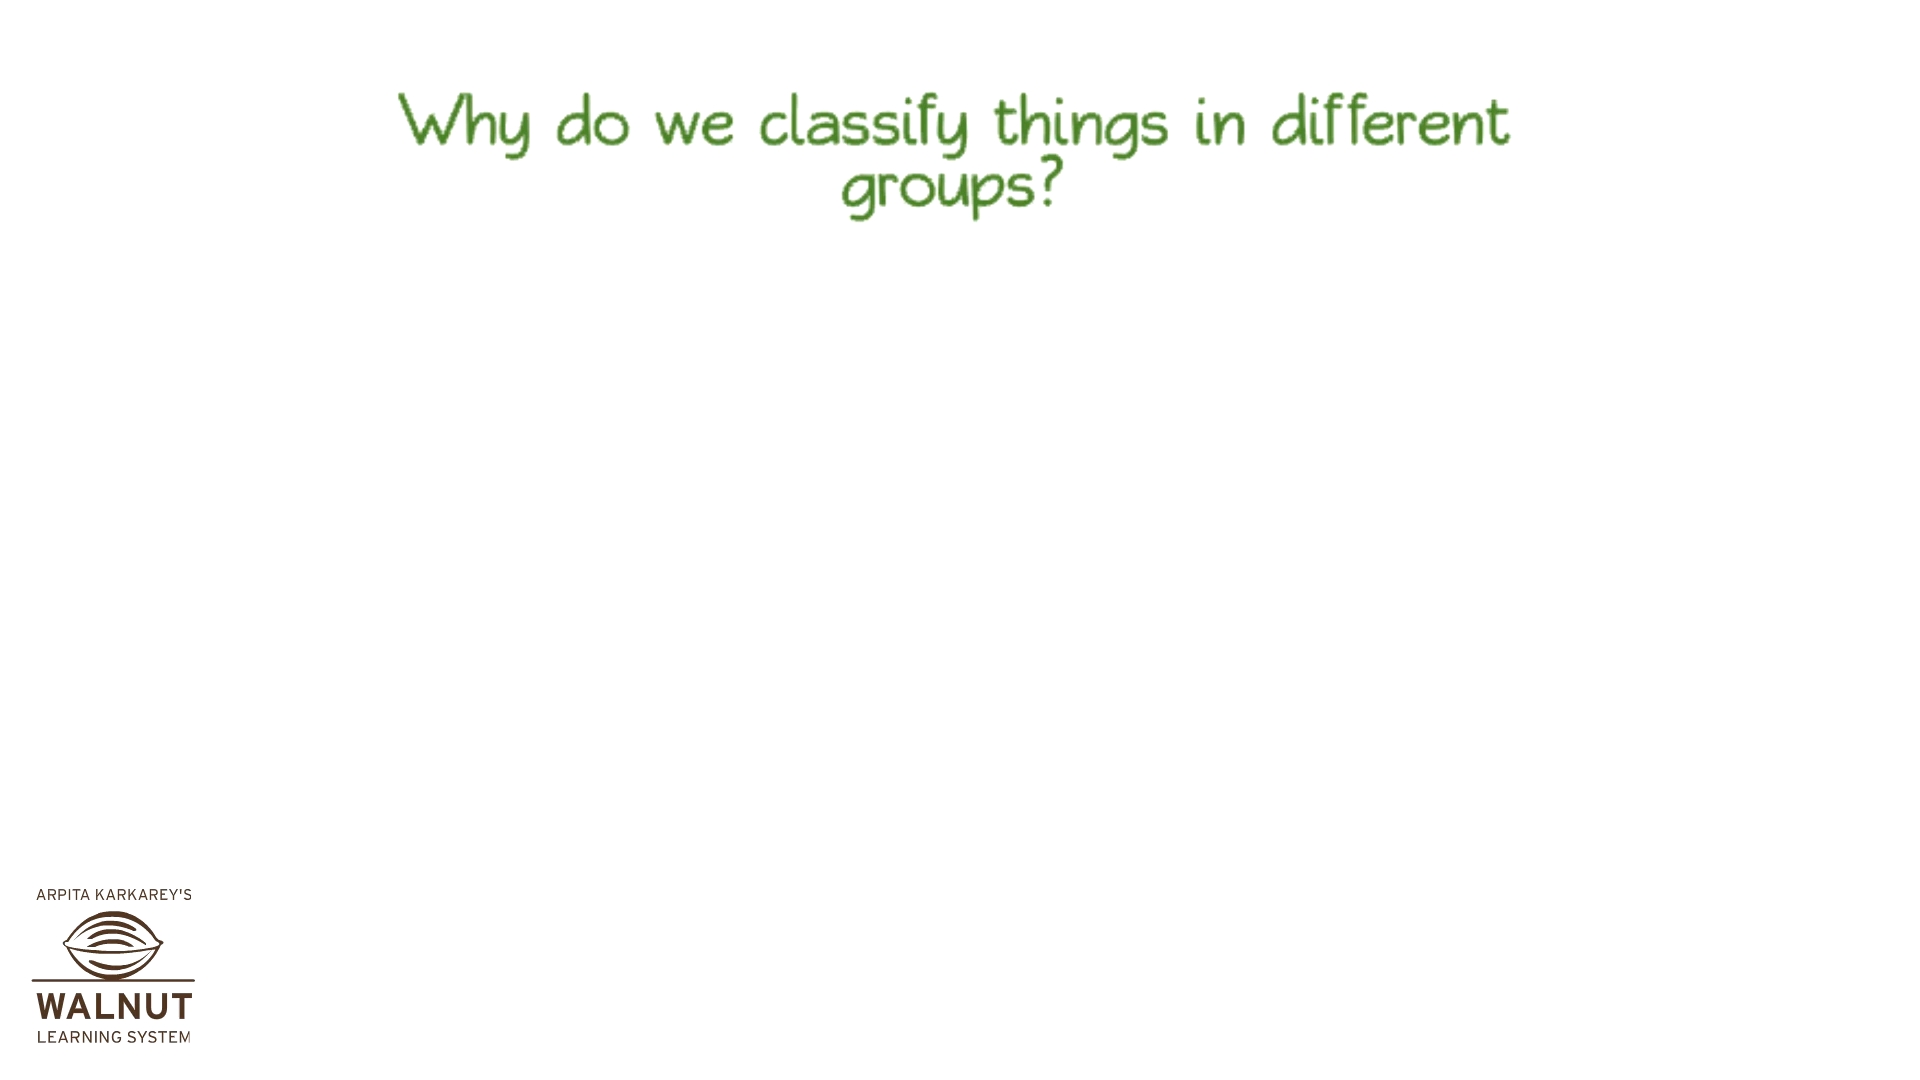 Why do we classify things in different
groups?
ARPITA KARKAREY'S
WALNUT
LEARNING SYSTEM